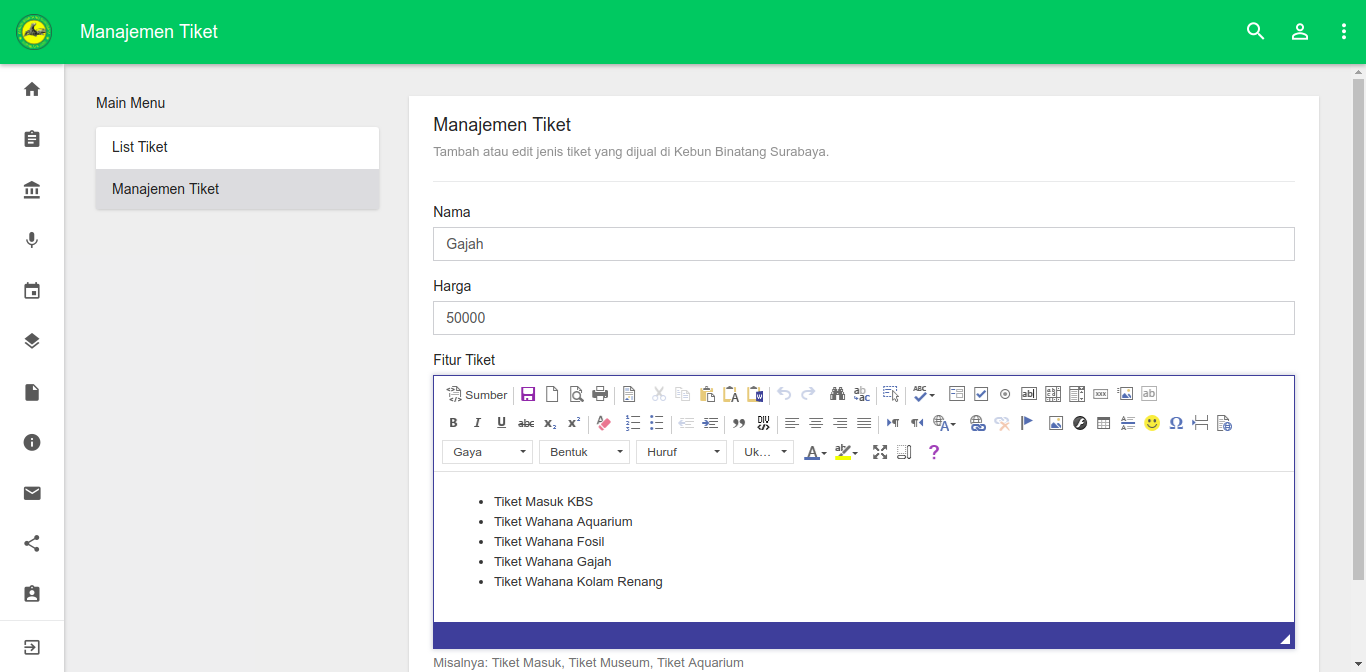 Manajemen Tiket
Main Menu
List Tiket
Manajemen Tiket
Manajemen Tiket
Tambah atau edit jenis tiket yang dijual di Kebun Binatang Surabaya.
Nama
Gajah
Harga
50000
Fitur Tiket
Sumber
Gaya Bentuk Huruf Uk...
Tiket Masuk KBS
Tiket Wahana Aquarium
Tiket Wahana Fosil
Tiket Wahana Gajah
Tiket Wahana Kolam Renang
Misalnya: Tiket Masuk, Tiket Museum, Tiket Aquarium